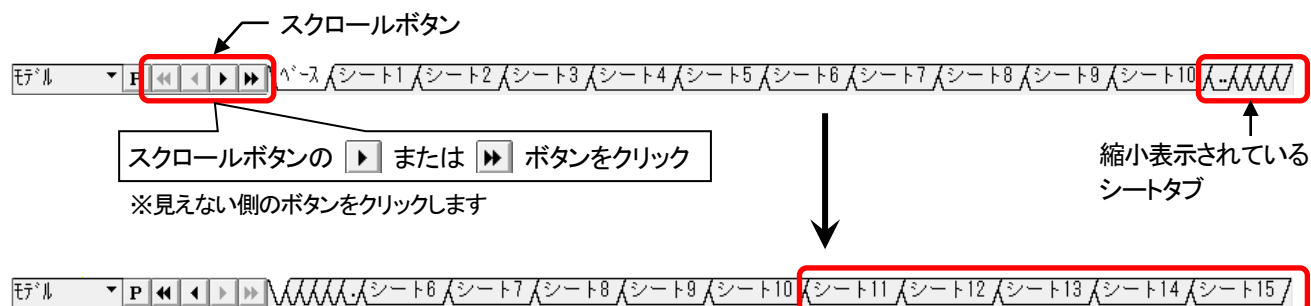 スクロールボタン
ﾓﾃﾞﾙ P ﾍﾞｰｽ シート1 シート2 シート3 シート4 シート5 シート6 シート7 シート8 シート9 シート10 ..
スクロールボタンの または ボタンをクリック
※見えない側のボタンをクリックします
縮小表示されている
シートタブ
ﾓﾃﾞﾙ P . シート6 シート7 シート8 シート9 シート10 シート11 シート12 シート13 シート14 シート15